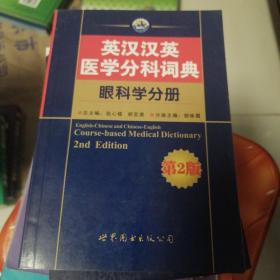 英汉汉英
医学分科词典
眼科学分册
English-Chinese and Chinese-English
Course-based Medical Dictionary
2nd Edition
第2版
世界图书出版公司